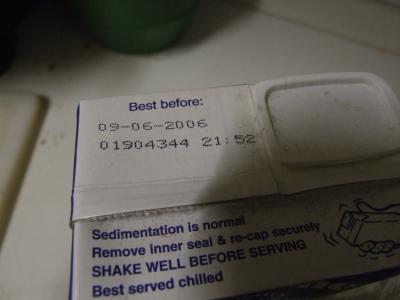 Best before:
09-06-2006
01904344 21:52
Sedimentation is normal
Remove inner seal & re-cap securely
SHAKE WELL BEFORE SERVING
Best served chilled